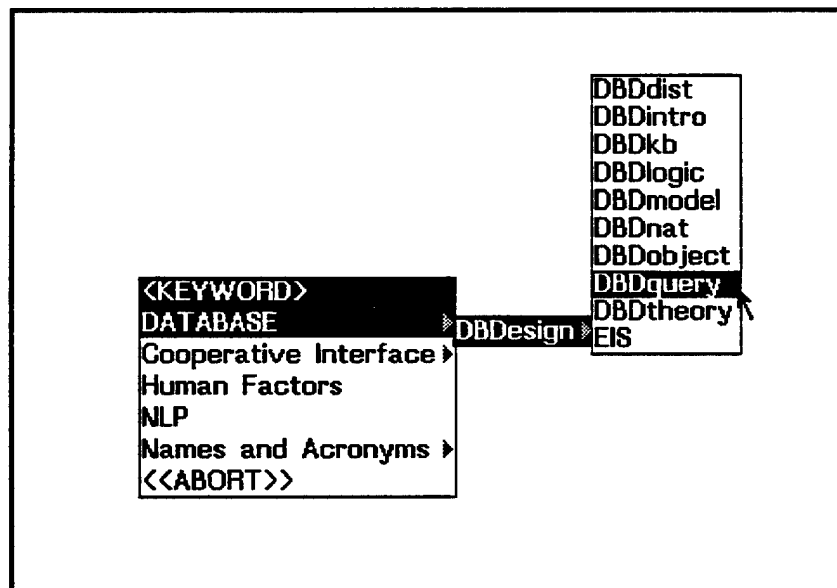 <KEYWORD>
DATABASE
Cooperative Interface
Human Factors
NLP
Names and Acronyms
<<ABORT>>
DBDesign
DBDdist
DBDintro
DBDkb
DBDlogic
DBDmodel
DBDnat
DBDobject
DBDquery
DBDtheory
EIS